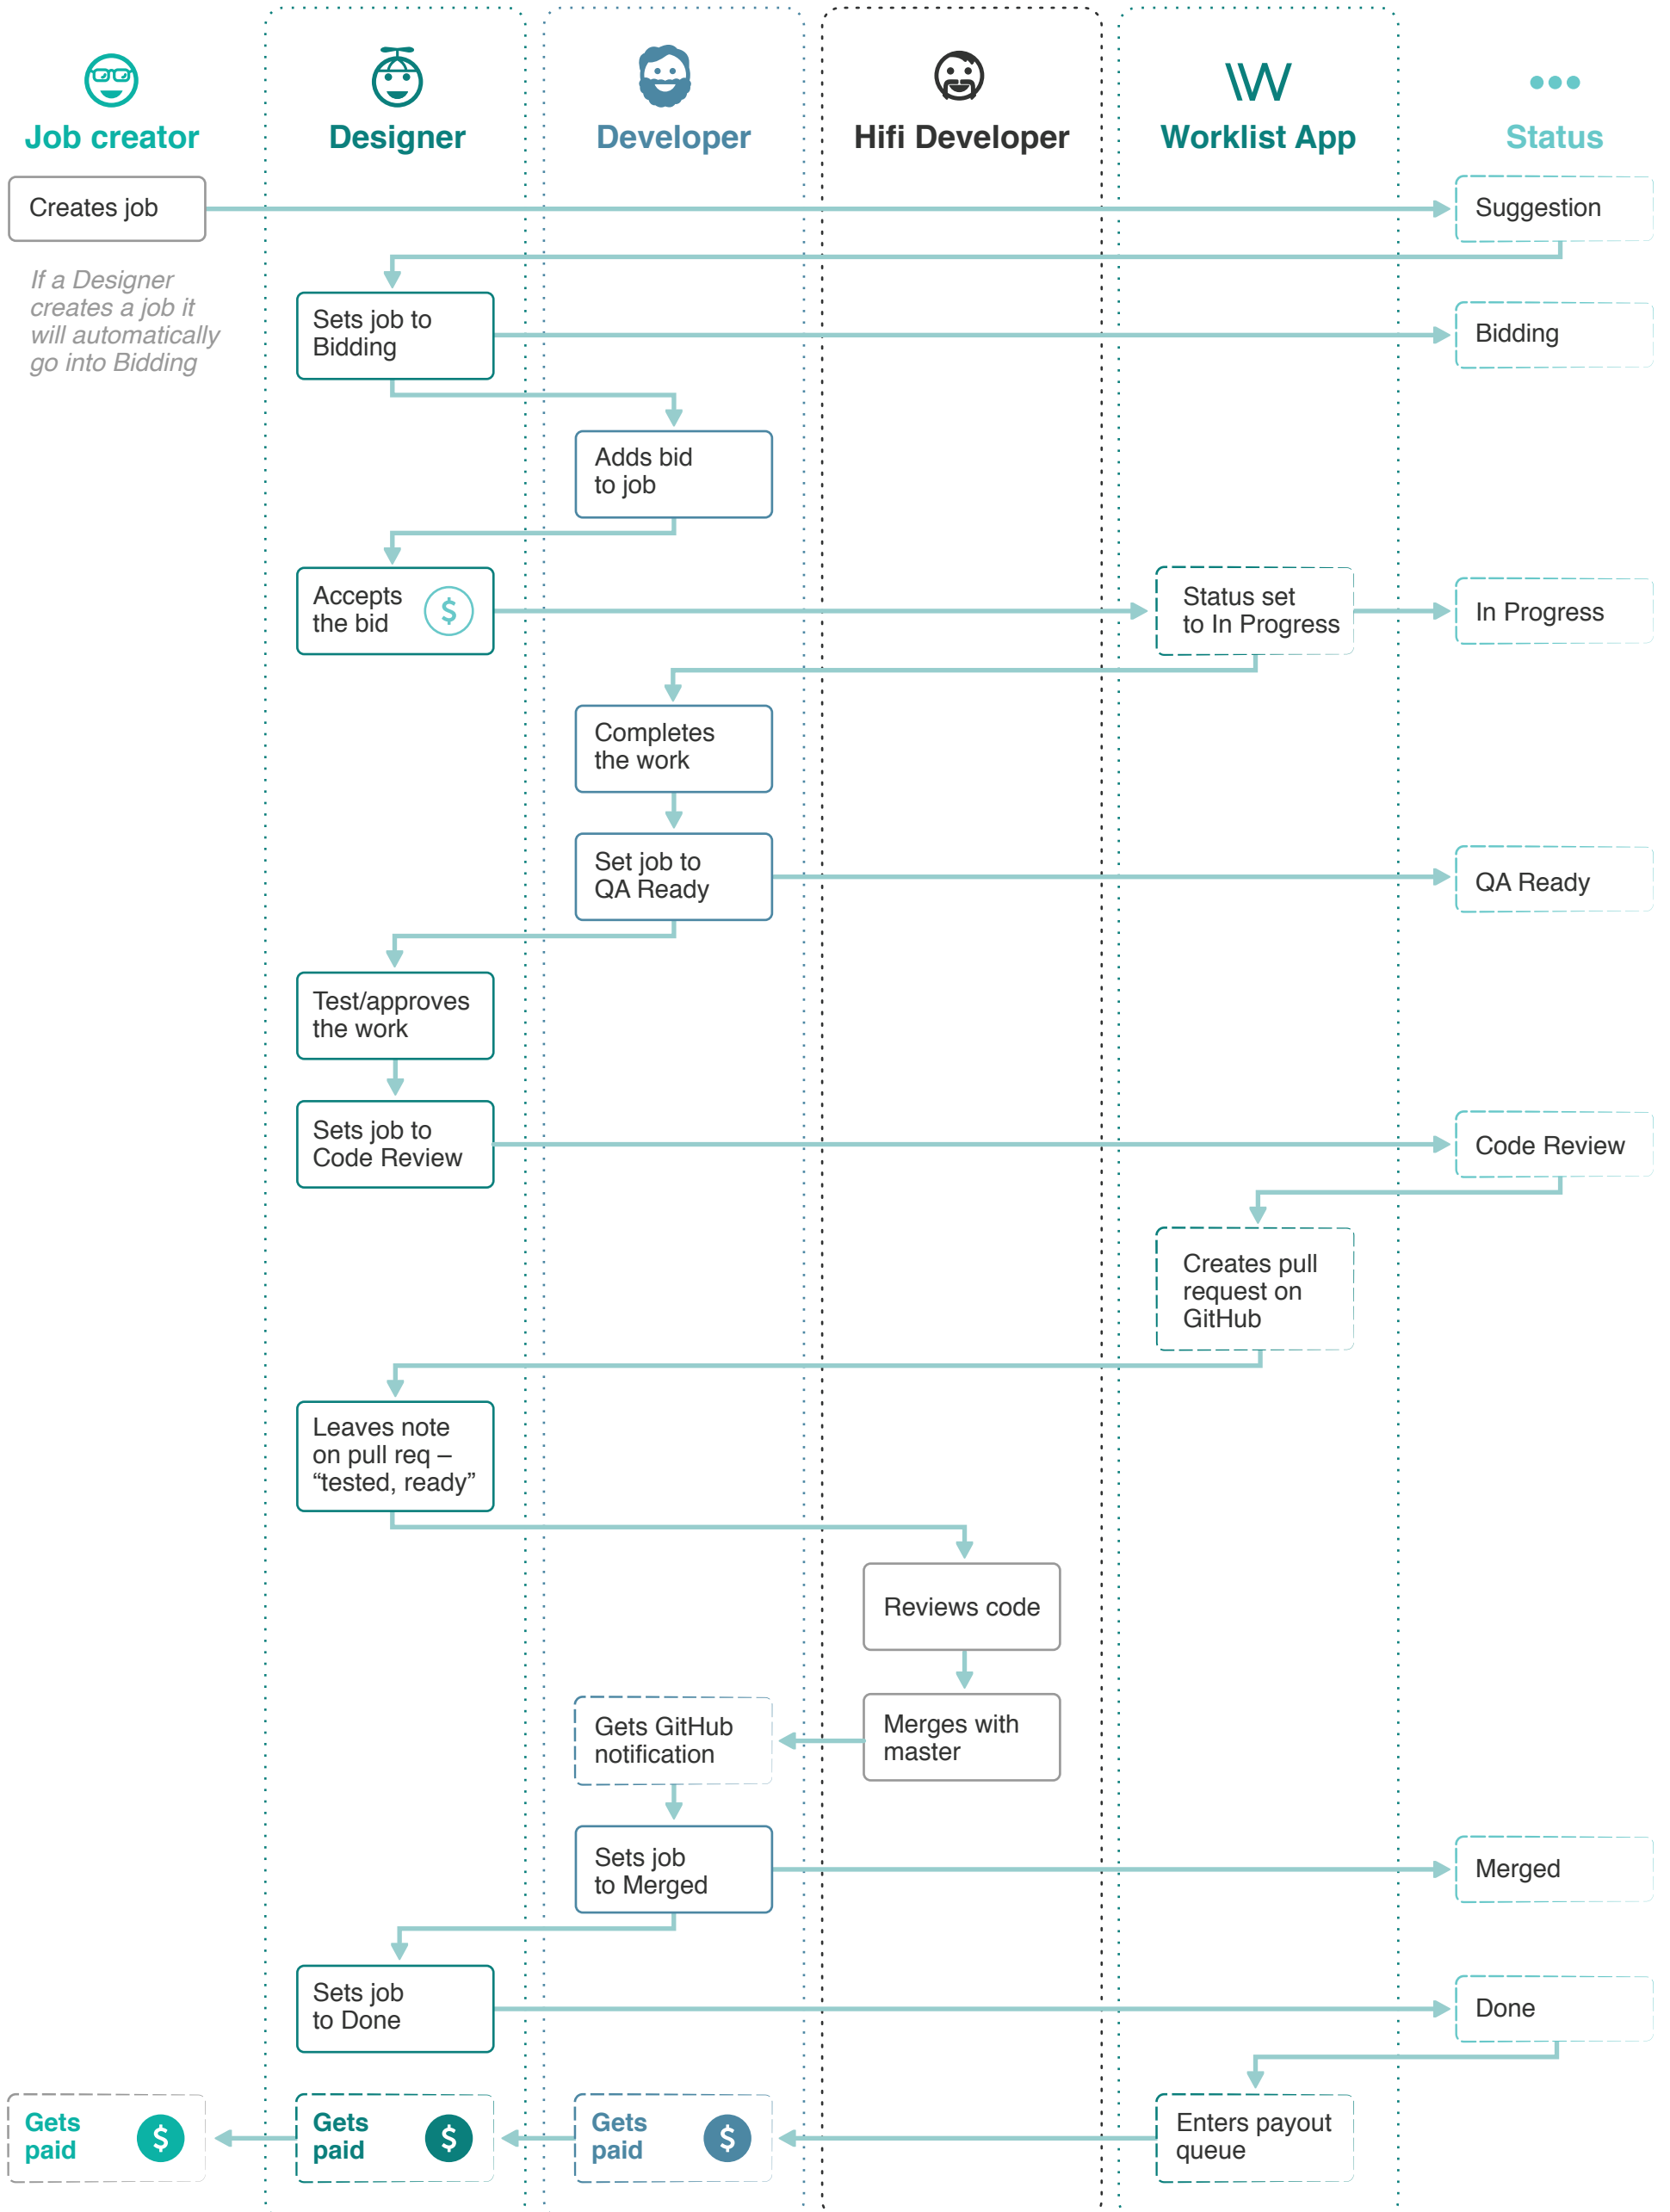 Job creator
Designer
Developer
Hifi Developer
Worklist App
Status
Creates job
Suggestion
If a Designer
creates a job it
will automatically
go into Bidding
Sets job to
Bidding
Bidding
Adds bid
to job
Accepts
the bid
$
Status set
to In Progress
In Progress
Completes
the work
Set job to
QA Ready
QA Ready
Test/approves
the work
Sets job to
Code Review
Code Review
Creates pull
request on
GitHub
Leaves note
on pull req –
“tested, ready”
Reviews code
Gets GitHub
notification
Merges with
master
Sets job
to Merged
Merged
Sets job
to Done
Done
Gets
paid
$
Gets
paid
$
Gets
paid
$
Enters payout
queue